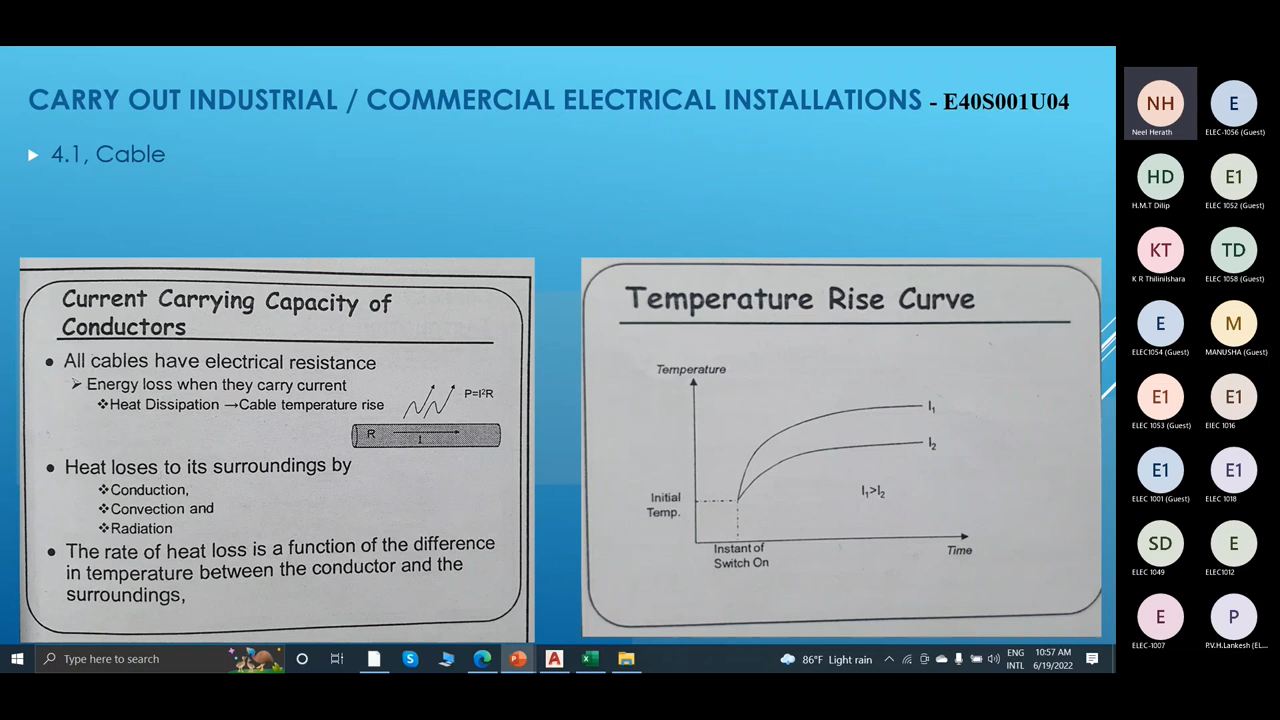 CARRY OUT INDUSTRIAL / COMMERCIAL ELECTRICAL INSTALLATIONS - E40S001U04
4.1, Cable
Current Carrying Capacity of
Conductors
All cables have electrical resistance
Energy loss when they carry current
Heat Dissipation →Cable temperature rise
P=I²R
R
I
Heat loses to its surroundings by
Conduction,
Convection and
Radiation
The rate of heat loss is a function of the difference
in temperature between the conductor and the
surroundings,
Temperature Rise Curve
Temperature
I₁
I₂
I₁>I₂
Initial
Temp.
Instant of
Switch On
Time
NH
Neel Herath
E
ELEC-1056 (Guest)
HD
H.M.T Dilip
E1
ELEC 1052 (Guest)
KT
K R Thilinilshara
TD
ELEC 1058 (Guest)
E
ELEC1054 (Guest)
M
MANUSHA (Guest)
E1
ELEC 1053 (Guest)
E1
ElEC 1016
E1
ELEC 1001 (Guest)
E1
ELEC 1018
SD
ELEC 1049
E
ELEC1012
E
ELEC-1007
P
P.V.H.Lankesh (EL...
Type here to search
86°F Light rain
ENG
INTL
10:57 AM
6/19/2022